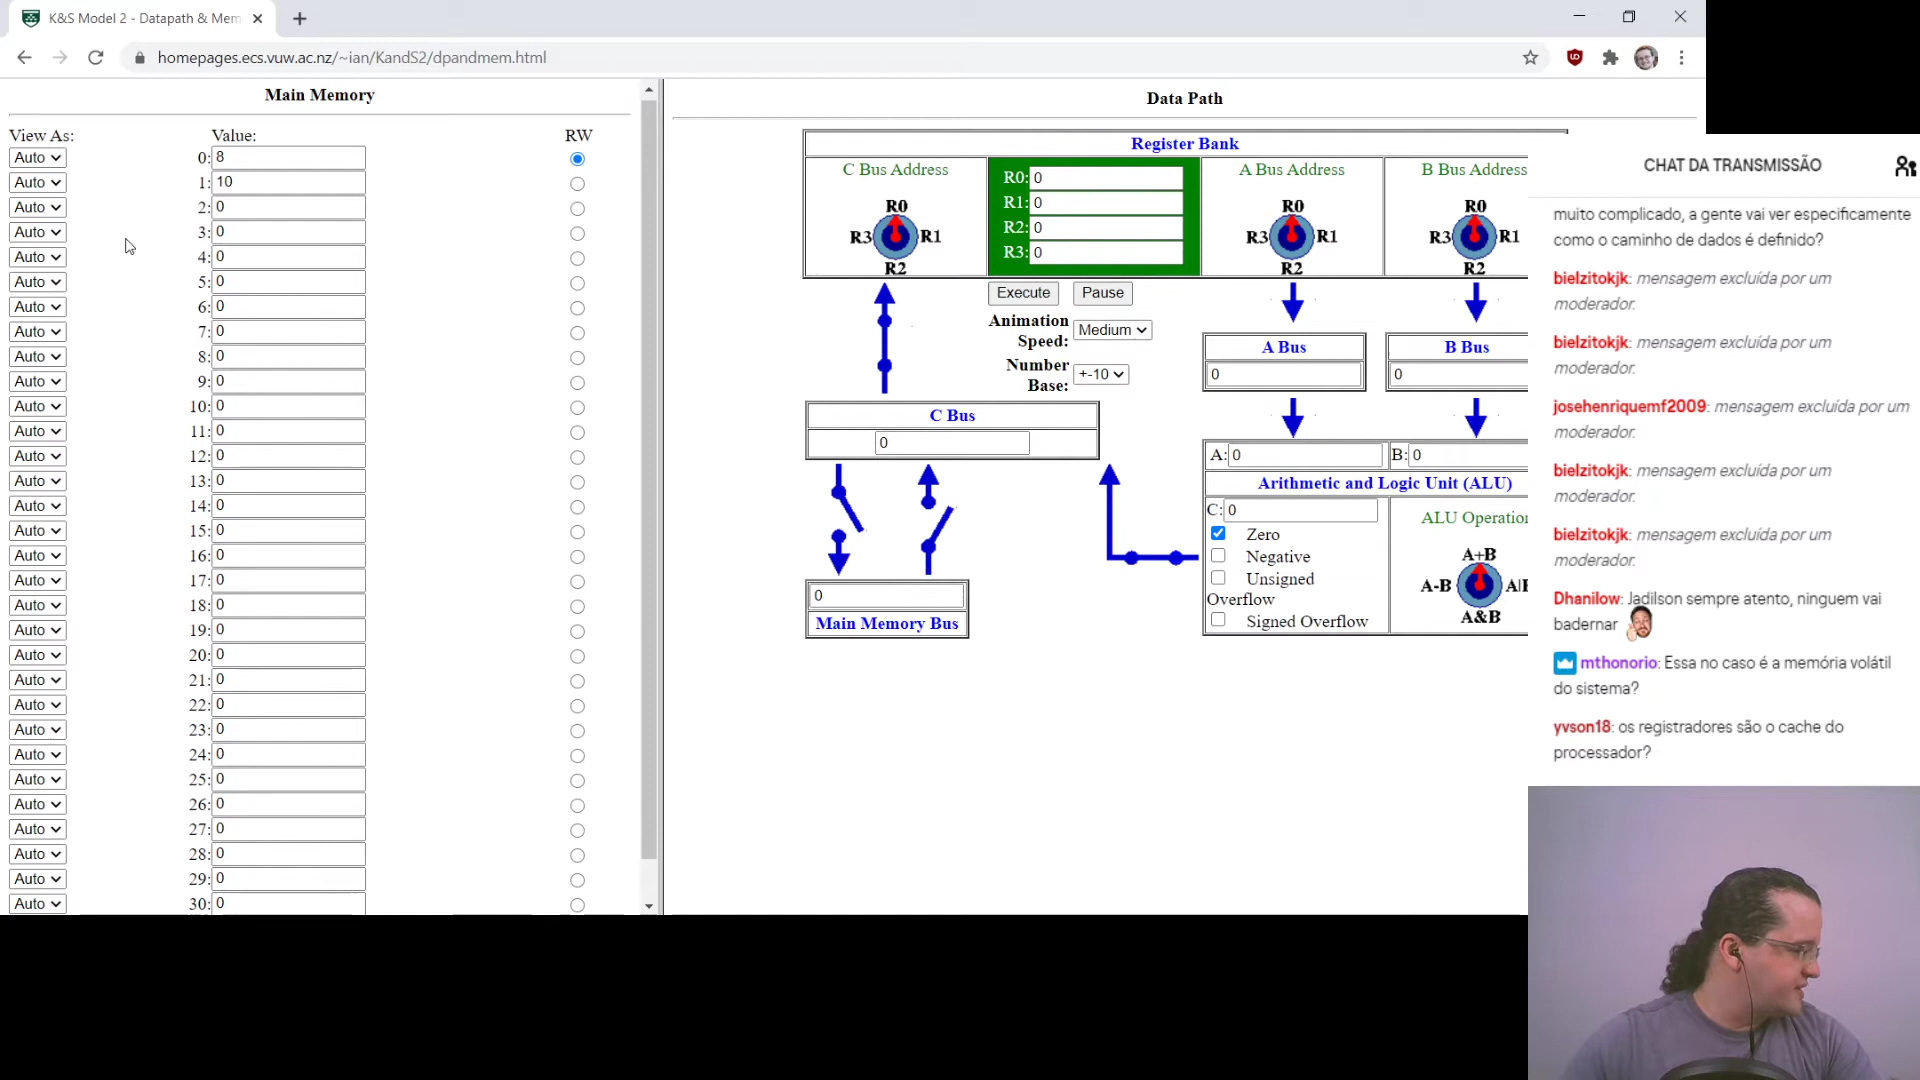 K&S Model 2 - Datapath & Mem
homepages.ecs.vuw.ac.nz/~ian/KandS2/dpandmem.html
Main Memory
View As: Value: RW
Auto 0: 8
Auto 1: 10
Auto 2: 0
Auto 3: 0
Auto 4: 0
Auto 5: 0
Auto 6: 0
Auto 7: 0
Auto 8: 0
Auto 9: 0
Auto 10: 0
Auto 11: 0
Auto 12: 0
Auto 13: 0
Auto 14: 0
Auto 15: 0
Auto 16: 0
Auto 17: 0
Auto 18: 0
Auto 19: 0
Auto 20: 0
Auto 21: 0
Auto 22: 0
Auto 23: 0
Auto 24: 0
Auto 25: 0
Auto 26: 0
Auto 27: 0
Auto 28: 0
Auto 29: 0
Auto 30: 0
Data Path
Register Bank
C Bus Address
R0
R3 R1
R2
R0: 0
R1: 0
R2: 0
R3: 0
A Bus Address
R0
R3 R1
R2
B Bus Address
R0
R3 R1
R2
Execute Pause
Animation
Speed: Medium
Number
Base: +-10
A Bus
0
B Bus
0
C Bus
0
A: 0 B: 0
Arithmetic and Logic Unit (ALU)
C: 0
Zero
Negative
Unsigned
Overflow
Signed Overflow
ALU Operation
A+B
A-B
A&B
0
Main Memory Bus
CHAT DA TRANSMISSÃO
muito complicado, a gente vai ver especificamente
como o caminho de dados é definido?
bielzitokjk: mensagem excluída por um
moderador.
bielzitokjk: mensagem excluída por um
moderador.
josehenriquemf2009: mensagem excluída por um
moderador.
bielzitokjk: mensagem excluída por um
moderador.
bielzitokjk: mensagem excluída por um
moderador.
Dhanilow: Jadilson sempre atento, ninguem vai
badernar
mthonorio: Essa no caso é a memória volátil
do sistema?
yvson18: os registradores são o cache do
processador?